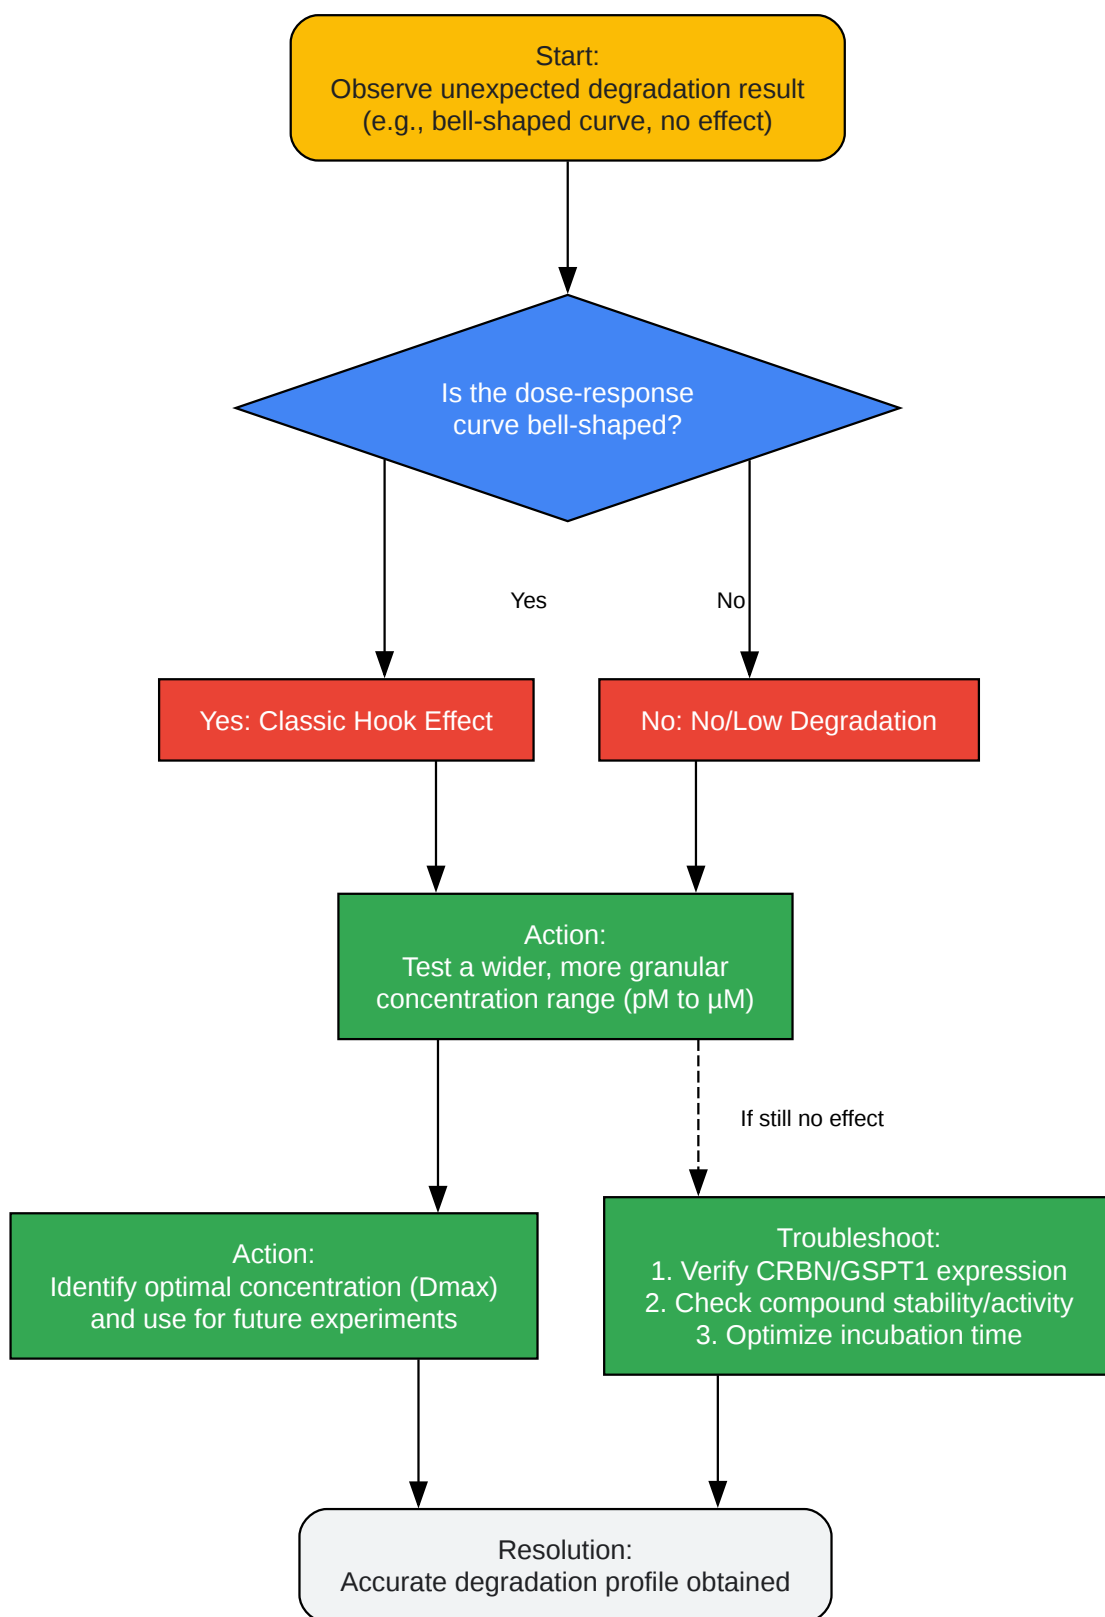 Start:
Observe unexpected degradation result
(e.g., bell-shaped curve, no effect)
Is the dose-response
curve bell-shaped?
Yes
No
Yes: Classic Hook Effect
No: No/Low Degradation
Action:
Test a wider, more granular
concentration range (pM to µM)
If still no effect
Action:
Identify optimal concentration (Dmax)
and use for future experiments
Troubleshoot:
1. Verify CRBN/GSPT1 expression
2. Check compound stability/activity
3. Optimize incubation time
Resolution:
Accurate degradation profile obtained